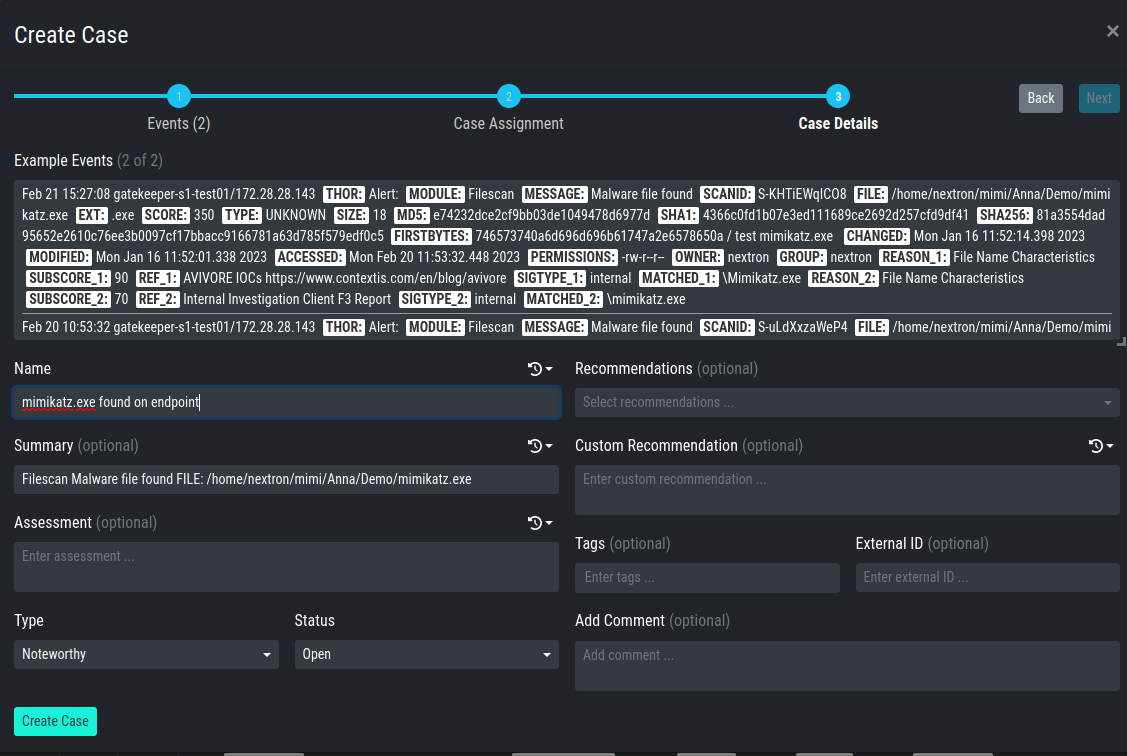 Create Case
×
1
2
3
Back
Next
Events (2)
Case Assignment
Case Details
Example Events (2 of 2)
Feb 21 15:27:08 gatekeeper-s1-test01/172.28.28.143 THOR: Alert: MODULE: Filescan MESSAGE: Malware file found SCANID: S-KHTiEWqlCO8 FILE: /home/nextron/mimi/Anna/Demo/mimi
katz.exe EXT: .exe SCORE: 350 TYPE: UNKNOWN SIZE: 18 MD5: e74232dce2cf9bb03de1049478d6977d SHA1: 4366c0fd1b07e3ed111689ce2692d257cfd9df41 SHA256: 81a3554dad
95652e2610c76ee3b0097cf17bbacc9166781a63d785f579edf0c5 FIRSTBYTES: 746573740a6d696d696b61747a2e6578650a / test mimikatz.exe CHANGED: Mon Jan 16 11:52:14.398 2023
MODIFIED: Mon Jan 16 11:52:01.338 2023 ACCESSED: Mon Feb 20 11:53:32.448 2023 PERMISSIONS: -rw-r--r-- OWNER: nextron GROUP: nextron REASON_1: File Name Characteristics
SUBSCORE_1: 90 REF_1: AVIVORE IOCs https://www.contextis.com/en/blog/avivore SIGTYPE_1: internal MATCHED_1: \Mimikatz.exe REASON_2: File Name Characteristics
SUBSCORE_2: 70 REF_2: Internal Investigation Client F3 Report SIGTYPE_2: internal MATCHED_2: \mimikatz.exe
Feb 20 10:53:32 gatekeeper-s1-test01/172.28.28.143 THOR: Alert: MODULE: Filescan MESSAGE: Malware file found SCANID: S-uLdXxzaWeP4 FILE: /home/nextron/mimi/Anna/Demo/mimi
Name
mimikatz.exe found on endpoint
Summary (optional)
Filescan Malware file found FILE: /home/nextron/mimi/Anna/Demo/mimikatz.exe
Assessment (optional)
Enter assessment ...
Type
Noteworthy
Status
Open
Recommendations (optional)
Select recommendations ...
Custom Recommendation (optional)
Enter custom recommendation ...
Tags (optional)
Enter tags ...
External ID (optional)
Enter external ID ...
Add Comment (optional)
Add comment ...
Create Case